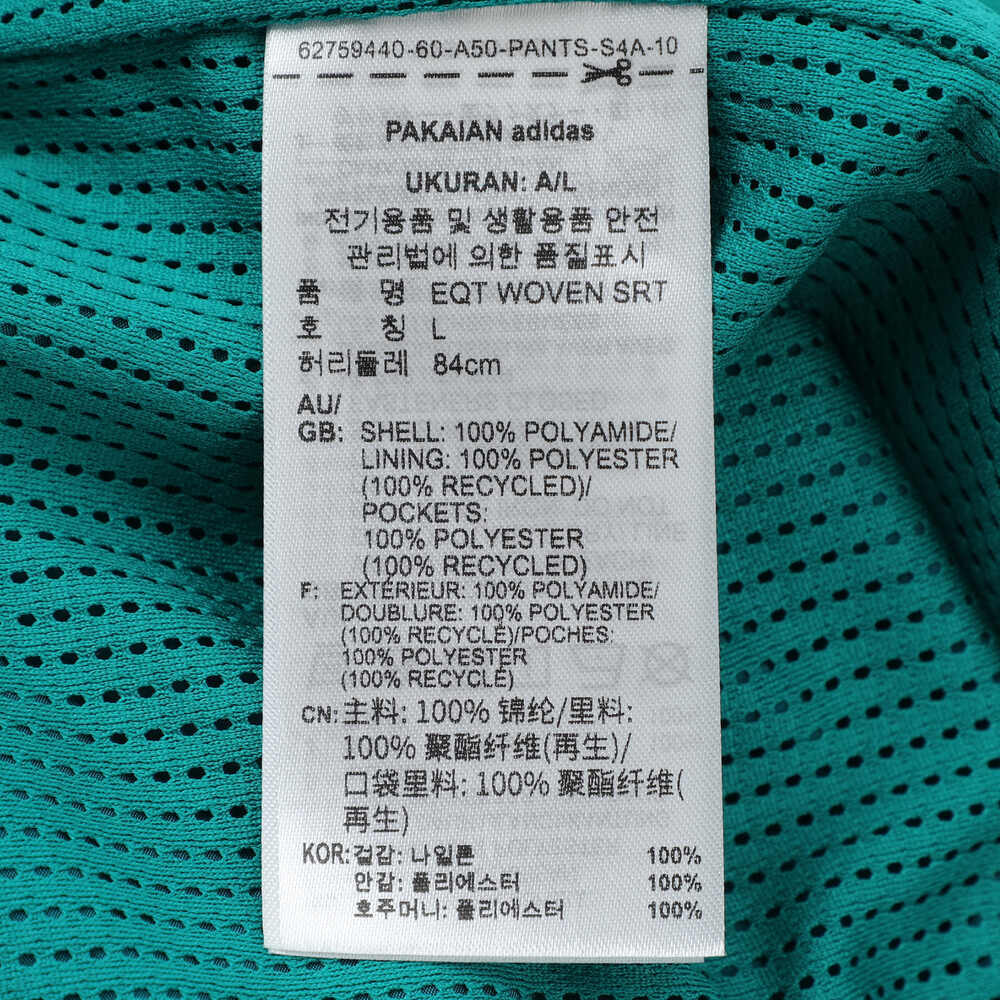 62759440-60-A50-PANTS-S4A-10
PAKAIAN adidas
UKURAN: A/L
전기용품 및 생활용품 안전
관리법에 의한 품질표시
품 명 EQT WOVEN SRT
호 칭 L
허리둘레 84cm
AU/
GB: SHELL: 100% POLYAMIDE/
LINING: 100% POLYESTER
(100% RECYCLED)/
POCKETS:
100% POLYESTER
(100% RECYCLED)
F: EXTÉRIEUR: 100% POLYAMIDE/
DOUBLURE: 100% POLYESTER
(100% RECYCLÉ)/POCHES:
100% POLYESTER
(100% RECYCLÉ)
CN: 主料: 100% 锦纶/里料:
100% 聚酯纤维(再生)/
口袋里料: 100% 聚酯纤维(
再生)
KOR: 겉감: 나일론 100%
안감: 폴리에스터 100%
호주머니: 폴리에스터 100%